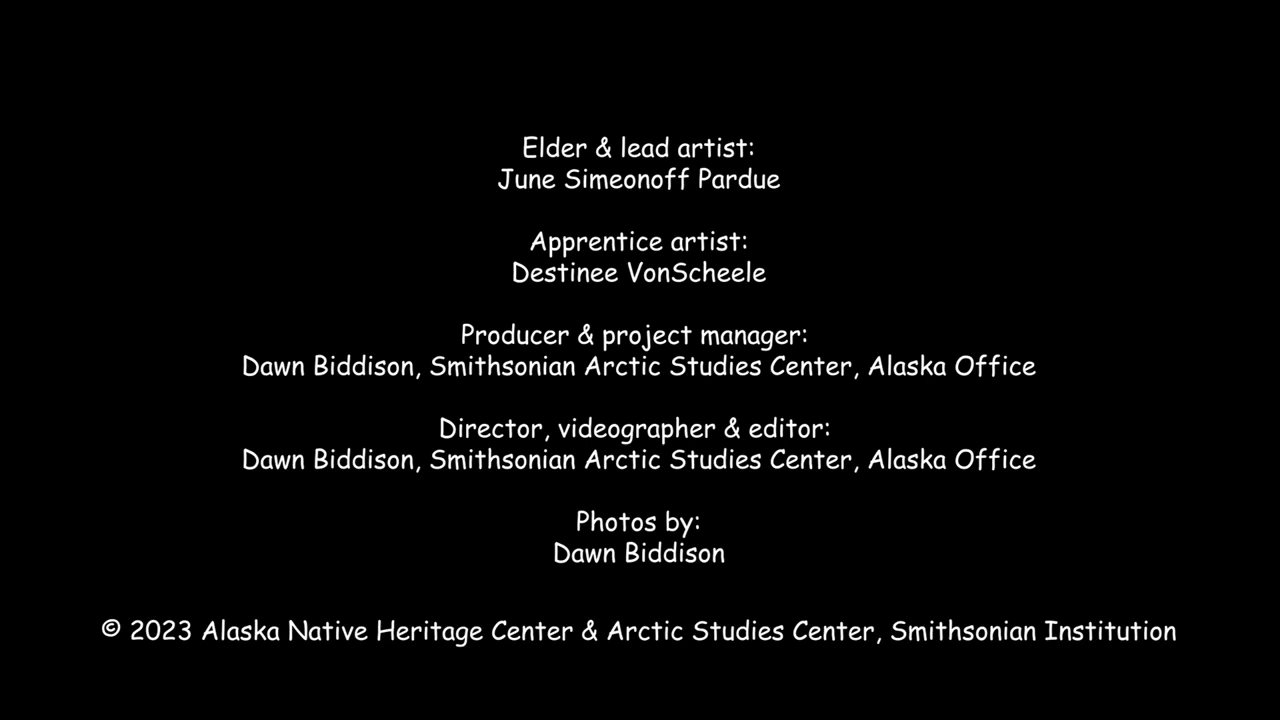 Elder & lead artist:
June Simeonoff Pardue
Apprentice artist:
Destinee VonScheele
Producer & project manager:
Dawn Biddison, Smithsonian Arctic Studies Center, Alaska Office
Director, videographer & editor:
Dawn Biddison, Smithsonian Arctic Studies Center, Alaska Office
Photos by:
Dawn Biddison
© 2023 Alaska Native Heritage Center & Arctic Studies Center, Smithsonian Institution